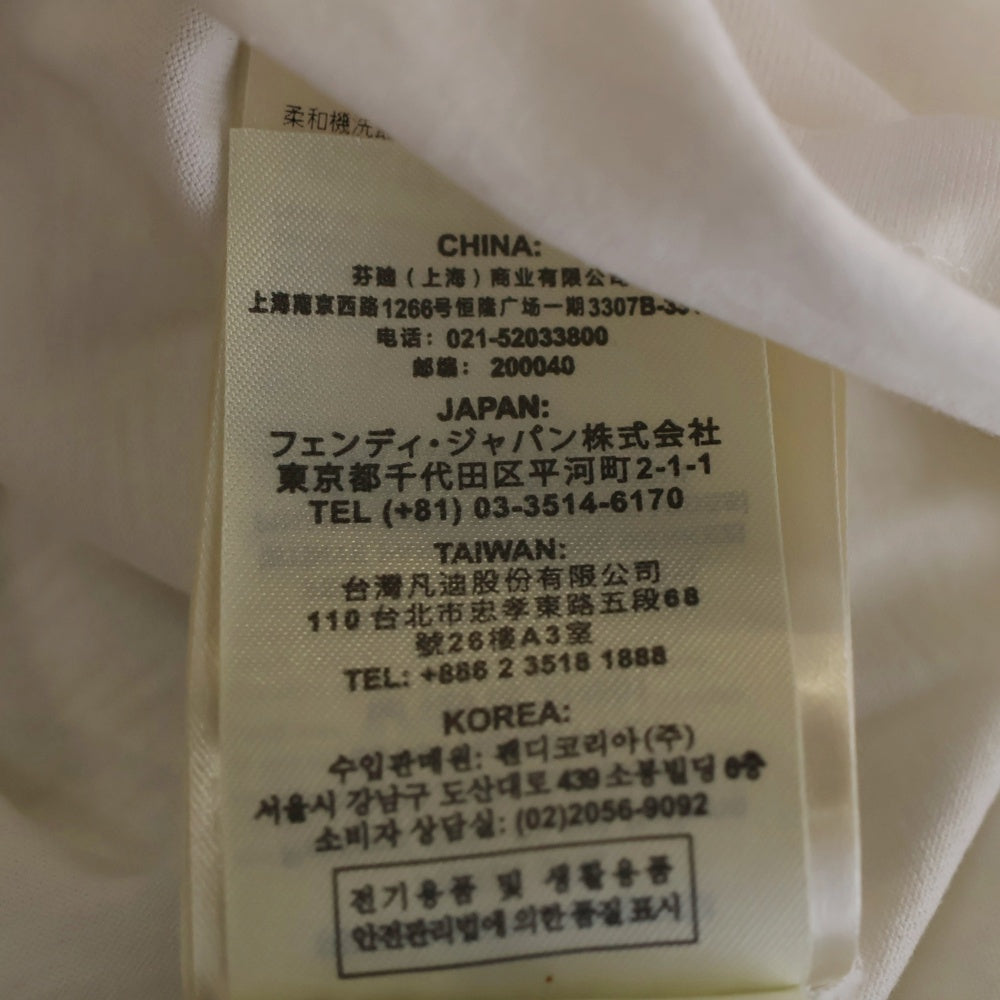 柔和機洗
CHINA:
芬迪（上海）商业有限公
上海南京西路1266号恒隆广场一期3307B-33
电话: 021-52033800
邮编: 200040
JAPAN:
フェンディ・ジャパン株式会社
東京都千代田区平河町2-1-1
TEL (+81) 03-3514-6170
TAIWAN:
台灣凡迪股份有限公司
110 台北市忠孝東路五段68
號26樓A3室
TEL: +886 2 3518 1888
KOREA:
수입판매원: 펜디코리아(주)
서울시 강남구 도산대로 439 소봉빌딩 6층
소비자 상담실: (02)2056-9092
전기용품 및 생활용품
안전관리법에 의한 품질 표시